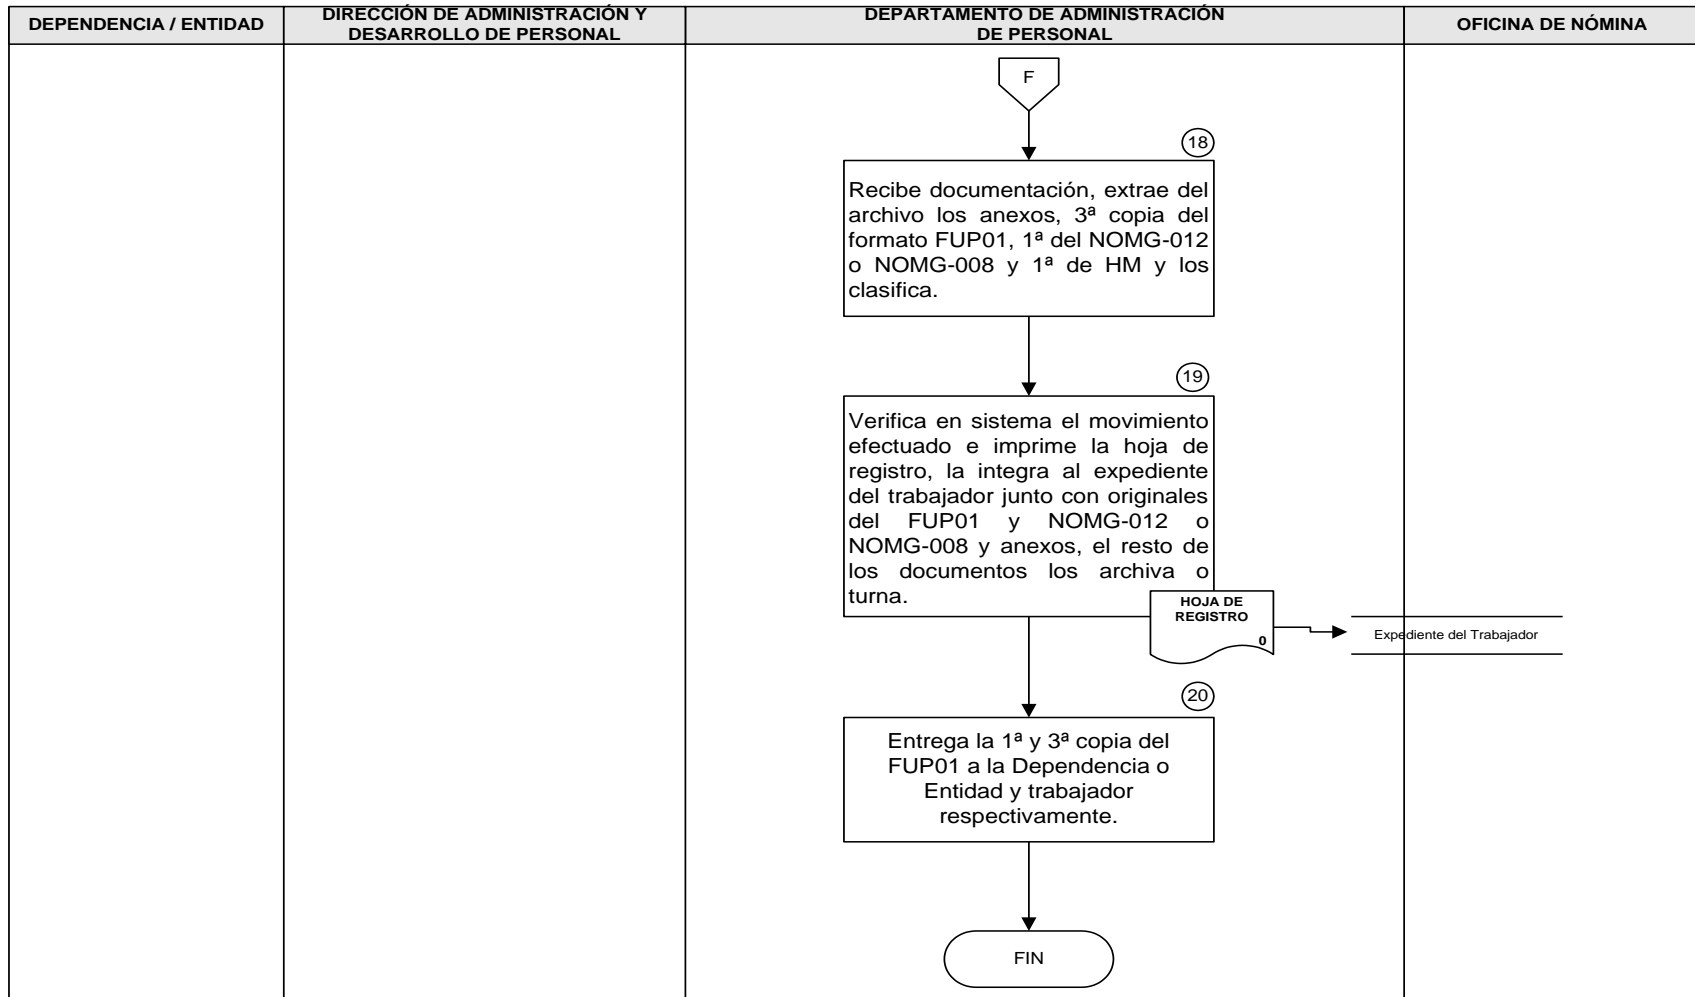 DEPENDENCIA / ENTIDAD
DIRECCIÓN DE ADMINISTRACIÓN Y
DESARROLLO DE PERSONAL
DEPARTAMENTO DE ADMINISTRACIÓN
DE PERSONAL
OFICINA DE NÓMINA
F
18
Recibe documentación, extrae del
archivo los anexos, 3ª copia del
formato FUP01, 1ª del NOMG-012
o NOMG-008 y 1ª de HM y los
clasifica.
19
Verifica en sistema el movimiento
efectuado e imprime la hoja de
registro, la integra al expediente
del trabajador junto con originales
del FUP01 y NOMG-012 o
NOMG-008 y anexos, el resto de
los documentos los archiva o
turna.
HOJA DE
REGISTRO
0
Expediente del Trabajador
20
Entrega la 1ª y 3ª copia del
FUP01 a la Dependencia o
Entidad y trabajador
respectivamente.
FIN